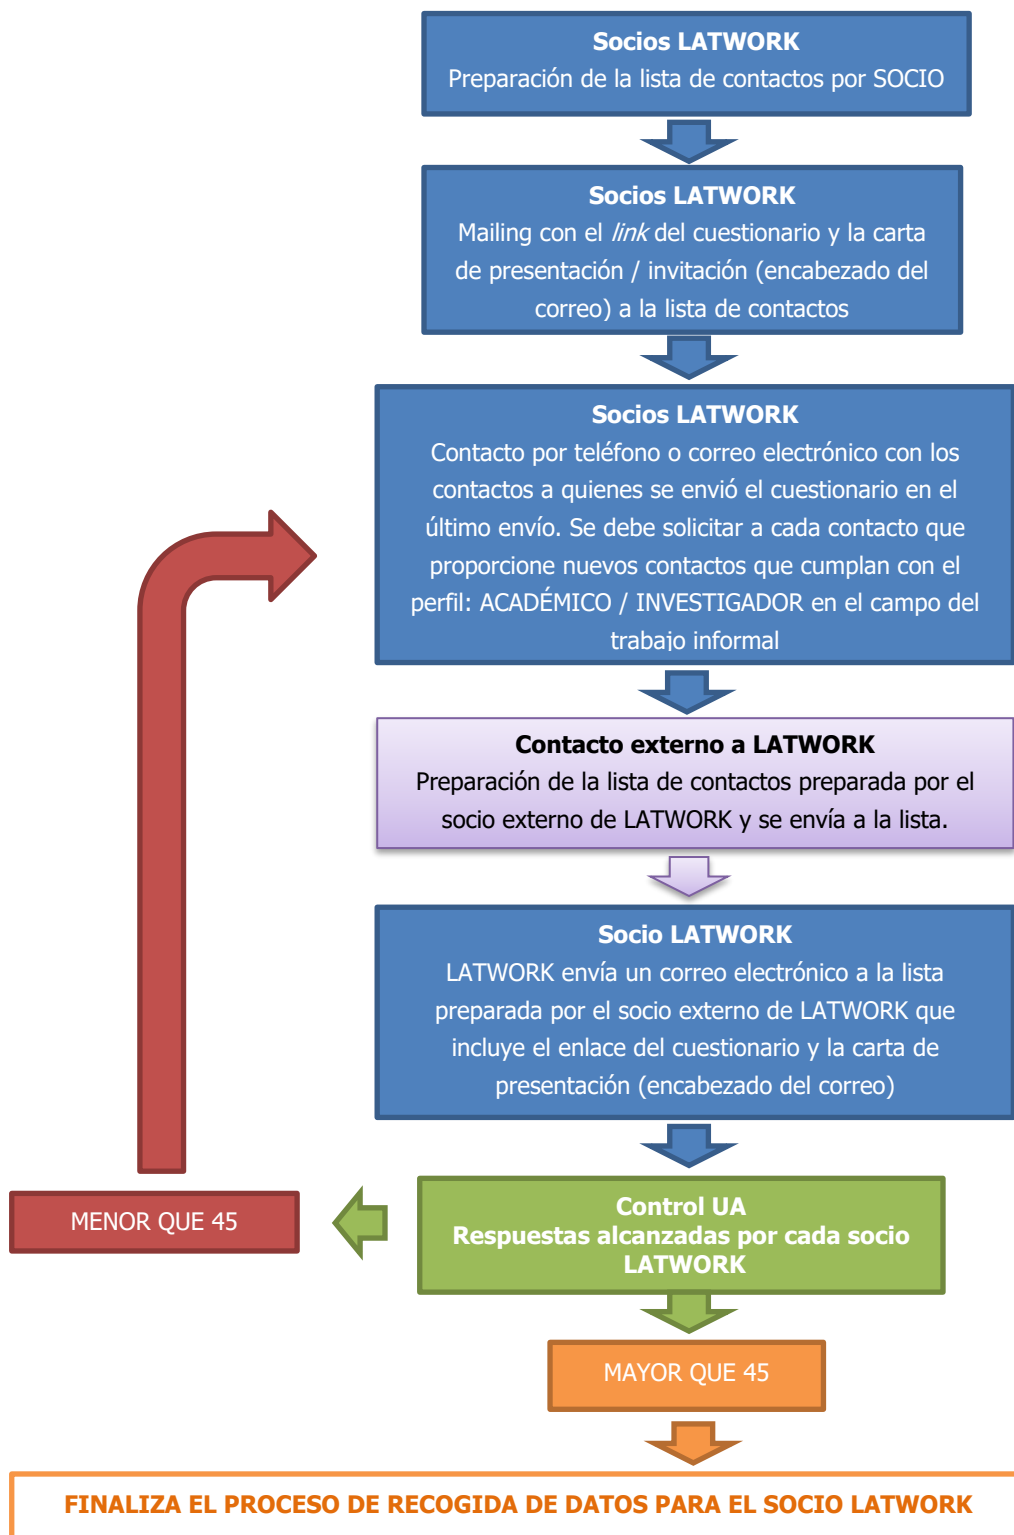 Socios LATWORK
Preparación de la lista de contactos por SOCIO
Socios LATWORK
Mailing con el link del cuestionario y la carta
de presentación / invitación (encabezado del
correo) a la lista de contactos
Socios LATWORK
Contacto por teléfono o correo electrónico con los
contactos a quienes se envió el cuestionario en el
último envío. Se debe solicitar a cada contacto que
proporcione nuevos contactos que cumplan con el
perfil: ACADÉMICO / INVESTIGADOR en el campo del
trabajo informal
Contacto externo a LATWORK
Preparación de la lista de contactos preparada por el
socio externo de LATWORK y se envía a la lista.
Socio LATWORK
LATWORK envía un correo electrónico a la lista
preparada por el socio externo de LATWORK que
incluye el enlace del cuestionario y la carta de
presentación (encabezado del correo)
Control UA
Respuestas alcanzadas por cada socio
LATWORK
MENOR QUE 45
MAYOR QUE 45
FINALIZA EL PROCESO DE RECOGIDA DE DATOS PARA EL SOCIO LATWORK